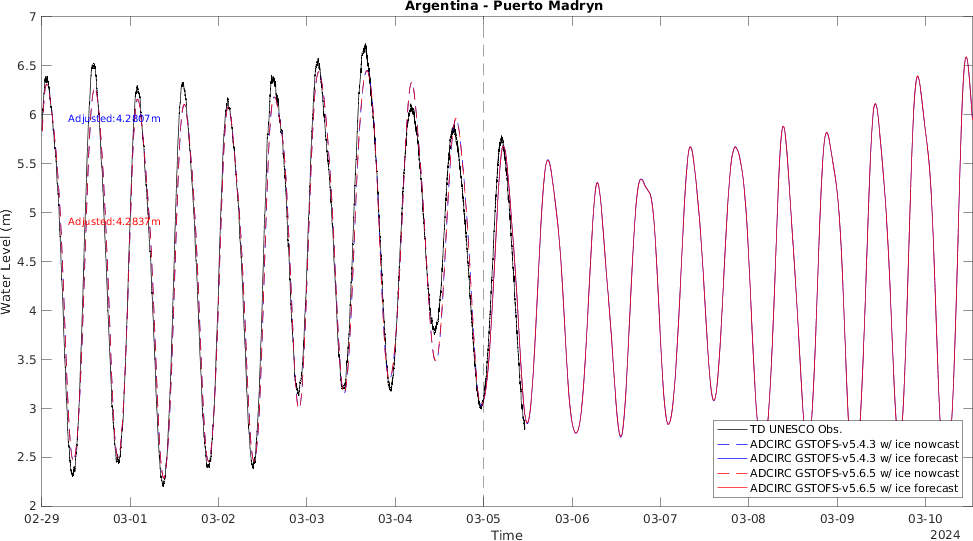 Argentina - Puerto Madryn
7
6.5
6
5.5
5
4.5
4
3.5
3
2.5
2
Water Level (m)
Adjusted:4.2807m
Adjusted:4.2837m
TD UNESCO Obs.
ADCIRC GSTOFS-v5.4.3 w/ ice nowcast
ADCIRC GSTOFS-v5.4.3 w/ ice forecast
ADCIRC GSTOFS-v5.6.5 w/ ice nowcast
ADCIRC GSTOFS-v5.6.5 w/ ice forecast
02-29 03-01 03-02 03-03 03-04 03-05 03-06 03-07 03-08 03-09 03-10
Time
2024